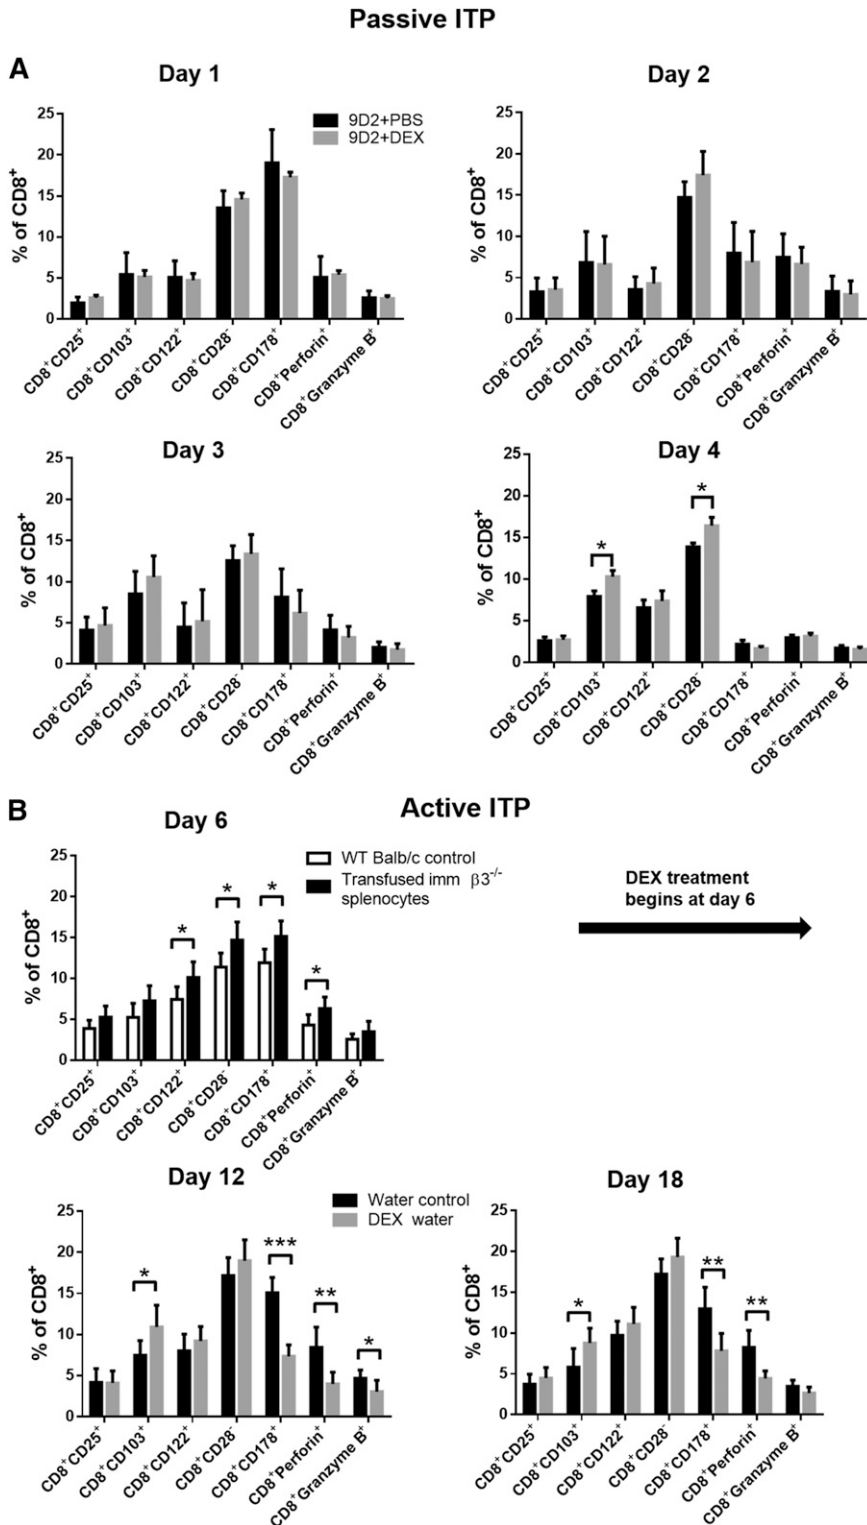 Passive ITP
A
Day 1
9D2+PBS
9D2+DEX
% of CD8⁺
25
20
15
10
5
0
CD8⁺CD25⁺
CD8⁺CD103⁺
CD8⁺CD122⁺
CD8⁺CD28⁻
CD8⁺CD178⁺
CD8⁺Perforin⁺
CD8⁺Granzyme B⁺
Day 2
% of CD8⁺
25
20
15
10
5
0
CD8⁺CD25⁺
CD8⁺CD103⁺
CD8⁺CD122⁺
CD8⁺CD28⁻
CD8⁺CD178⁺
CD8⁺Perforin⁺
CD8⁺Granzyme B⁺
Day 3
% of CD8⁺
25
20
15
10
5
0
CD8⁺CD25⁺
CD8⁺CD103⁺
CD8⁺CD122⁺
CD8⁺CD28⁻
CD8⁺CD178⁺
CD8⁺Perforin⁺
CD8⁺Granzyme B⁺
Day 4
% of CD8⁺
25
20
15
10
5
0
*
*
CD8⁺CD25⁺
CD8⁺CD103⁺
CD8⁺CD122⁺
CD8⁺CD28⁻
CD8⁺CD178⁺
CD8⁺Perforin⁺
CD8⁺Granzyme B⁺
B
Active ITP
Day 6
WT Balb/c control
Transfused imm β3⁻/⁻
splenocytes
% of CD8⁺
25
20
15
10
5
0
*
*
*
*
CD8⁺CD25⁺
CD8⁺CD103⁺
CD8⁺CD122⁺
CD8⁺CD28⁻
CD8⁺CD178⁺
CD8⁺Perforin⁺
CD8⁺Granzyme B⁺
DEX treatment
begins at day 6
Day 12
Water control
DEX water
% of CD8⁺
25
20
15
10
5
0
*
***
**
*
CD8⁺CD25⁺
CD8⁺CD103⁺
CD8⁺CD122⁺
CD8⁺CD28⁻
CD8⁺CD178⁺
CD8⁺Perforin⁺
CD8⁺Granzyme B⁺
Day 18
% of CD8⁺
25
20
15
10
5
0
*
**
**
CD8⁺CD25⁺
CD8⁺CD103⁺
CD8⁺CD122⁺
CD8⁺CD28⁻
CD8⁺CD178⁺
CD8⁺Perforin⁺
CD8⁺Granzyme B⁺